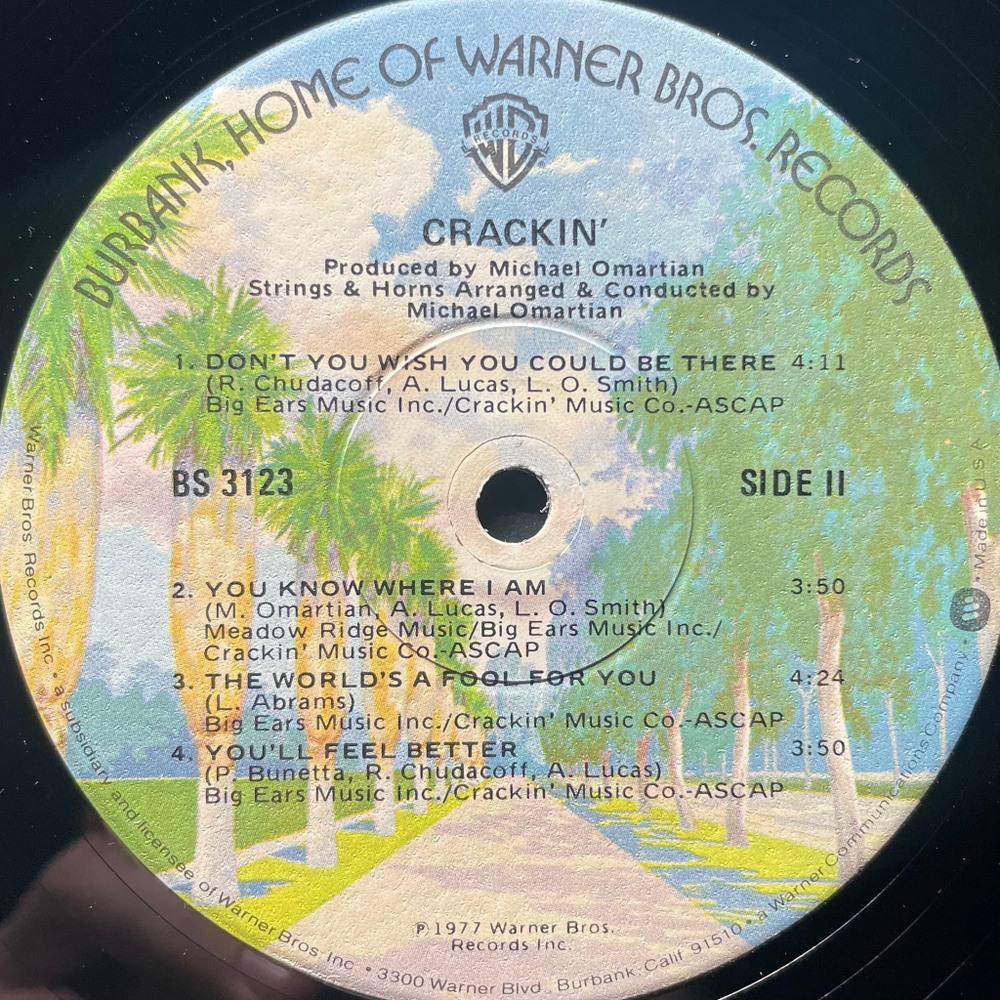 BURBANK, HOME OF WARNER BROS. RECORDS
WB
RECORDS
CRACKIN'
Produced by Michael Omartian
Strings & Horns Arranged & Conducted by
Michael Omartian
1. DON'T YOU WISH YOU COULD BE THERE 4:11
(R. Chudacoff, A. Lucas, L. O. Smith)
Big Ears Music Inc./Crackin' Music Co.-ASCAP
BS 3123
SIDE II
2. YOU KNOW WHERE I AM 3:50
(M. Omartian, A. Lucas, L. O. Smith)
Meadow Ridge Music/Big Ears Music Inc./
Crackin' Music Co.-ASCAP
3. THE WORLD'S A FOOL FOR YOU 4:24
(L. Abrams)
Big Ears Music Inc./Crackin' Music Co.-ASCAP
4. YOU'LL FEEL BETTER 3:50
(P. Bunetta, R. Chudacoff, A. Lucas)
Big Ears Music Inc./Crackin' Music Co.-ASCAP
℗ 1977 Warner Bros.
Records Inc.
Warner Bros Records Inc • a subsidiary and licensee of Warner Bros Inc • 3300 Warner Blvd., Burbank, Calif 91510 • a Warner Communications Company • Made in U S A